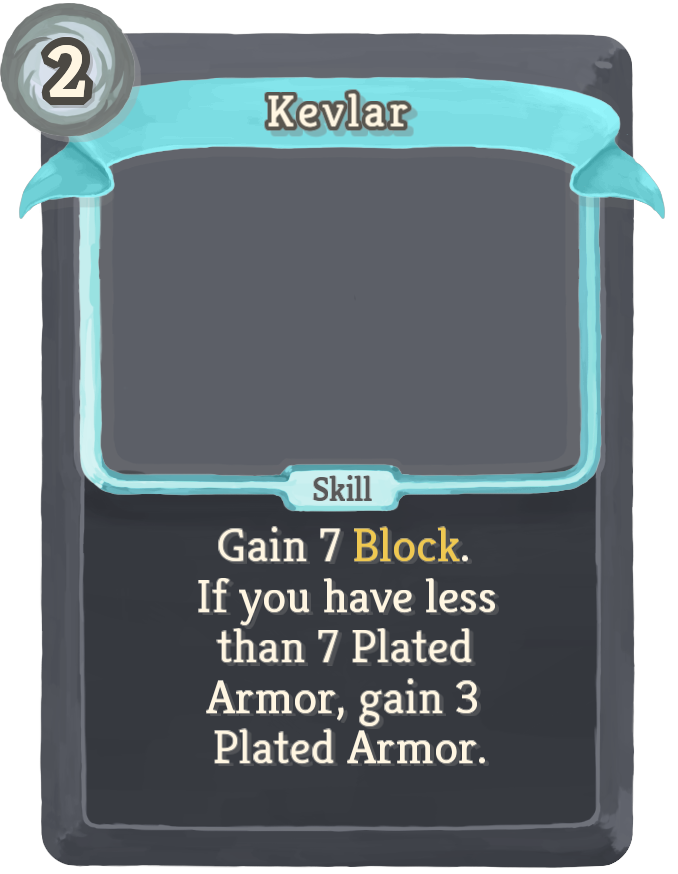 2
Kevlar
Skill
Gain 7 Block.
If you have less
than 7 Plated
Armor, gain 3
Plated Armor.